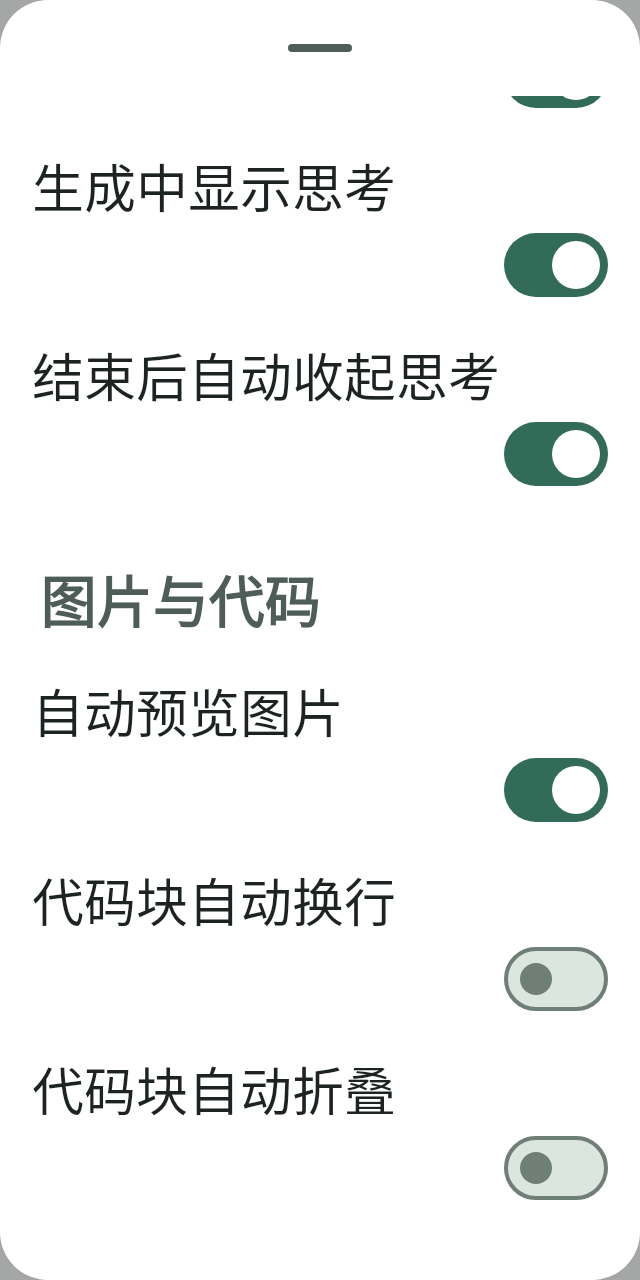 生成中显示思考
结束后自动收起思考
图片与代码
自动预览图片
代码块自动换行
代码块自动折叠